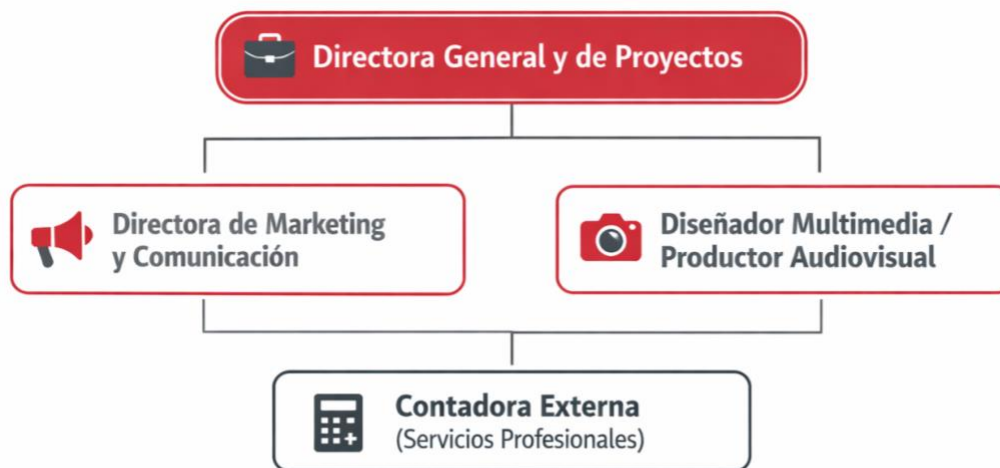 Directora General y de Proyectos
Directora de Marketing
y Comunicación
Diseñador Multimedia /
Productor Audiovisual
Contadora Externa
(Servicios Profesionales)